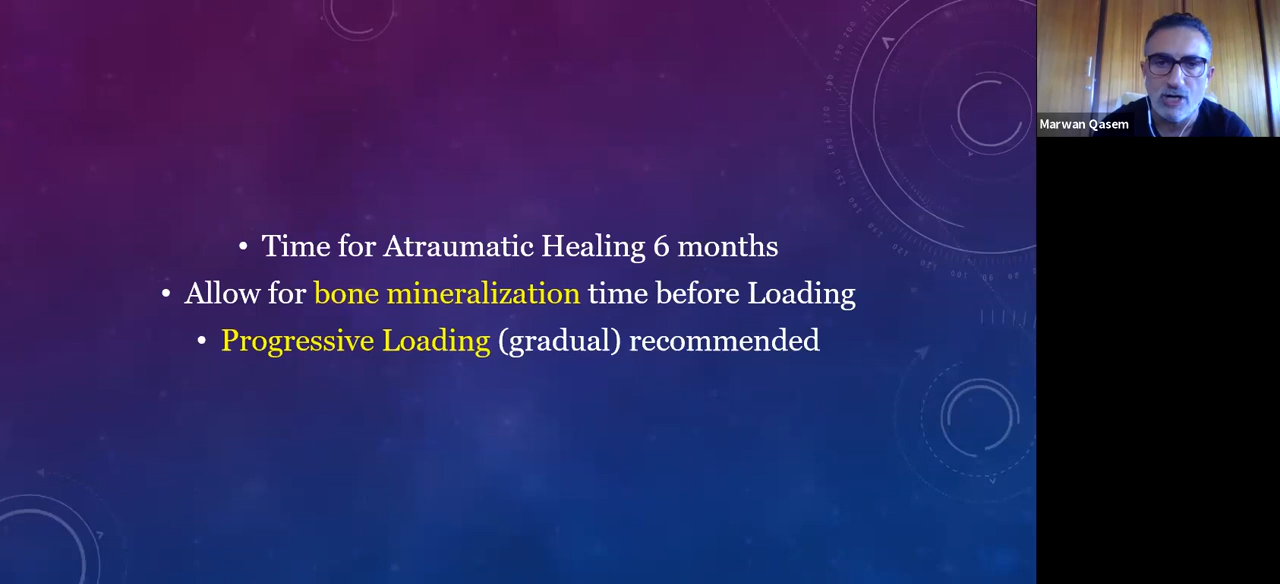 • Time for Atraumatic Healing 6 months
• Allow for bone mineralization time before Loading
• Progressive Loading (gradual) recommended
Marwan Qasem